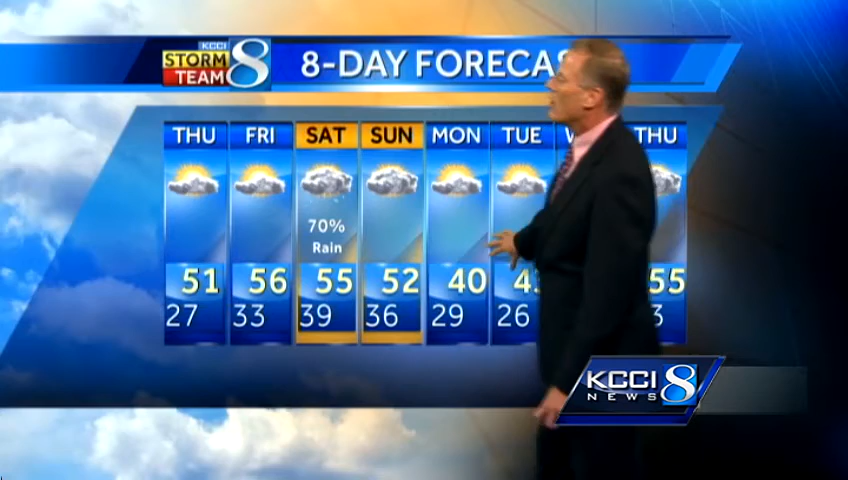 KCCI
STORM
TEAM
8
8-DAY FORECAS
THU FRI SAT SUN MON TUE W THU
70%
Rain
51 56 55 52 40 55
27 33 39 36 29 26
KCCI 8
NEWS